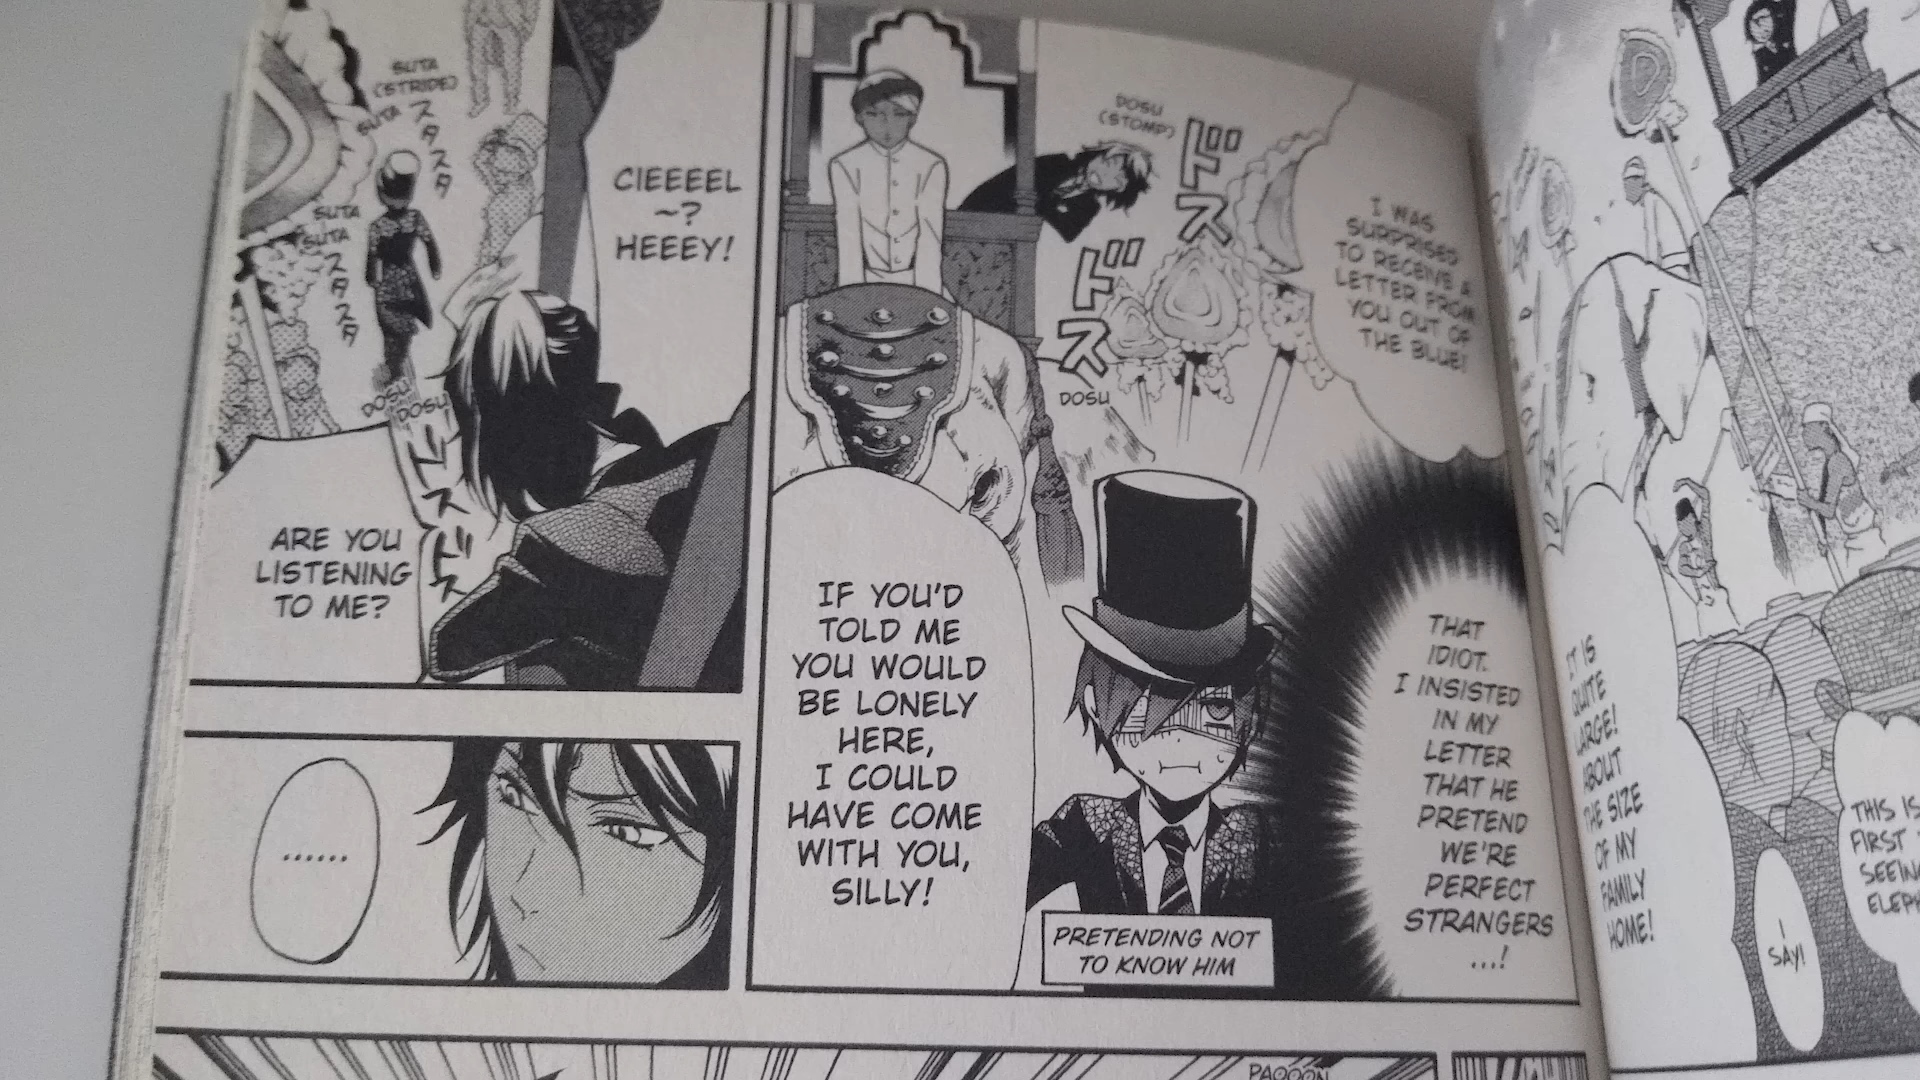 I WAS
SURPRISED
TO RECEIVE A
LETTER FROM
YOU OUT OF
THE BLUE!
DOSU
(STOMP)
ドス
ドス
DOSU
THAT
IDIOT.
I INSISTED
IN MY
LETTER
THAT HE
PRETEND
WE'RE
PERFECT
STRANGERS
...!
IF YOU'D
TOLD ME
YOU WOULD
BE LONELY
HERE,
I COULD
HAVE COME
WITH YOU,
SILLY!
PRETENDING NOT
TO KNOW HIM
CIEEEEL
~?
HEEEY!
SUTA
(STRIDE)
SUTA
スタスタ
SUTA
SUTA
スタスタ
DOSU
DOSU
ドスドス
ARE YOU
LISTENING
TO ME?
......
PAOOON
IT IS
QUITE
LARGE!
ABOUT
THE SIZE
OF MY
FAMILY
HOME!
I
SAY!
THIS IS
FIRST